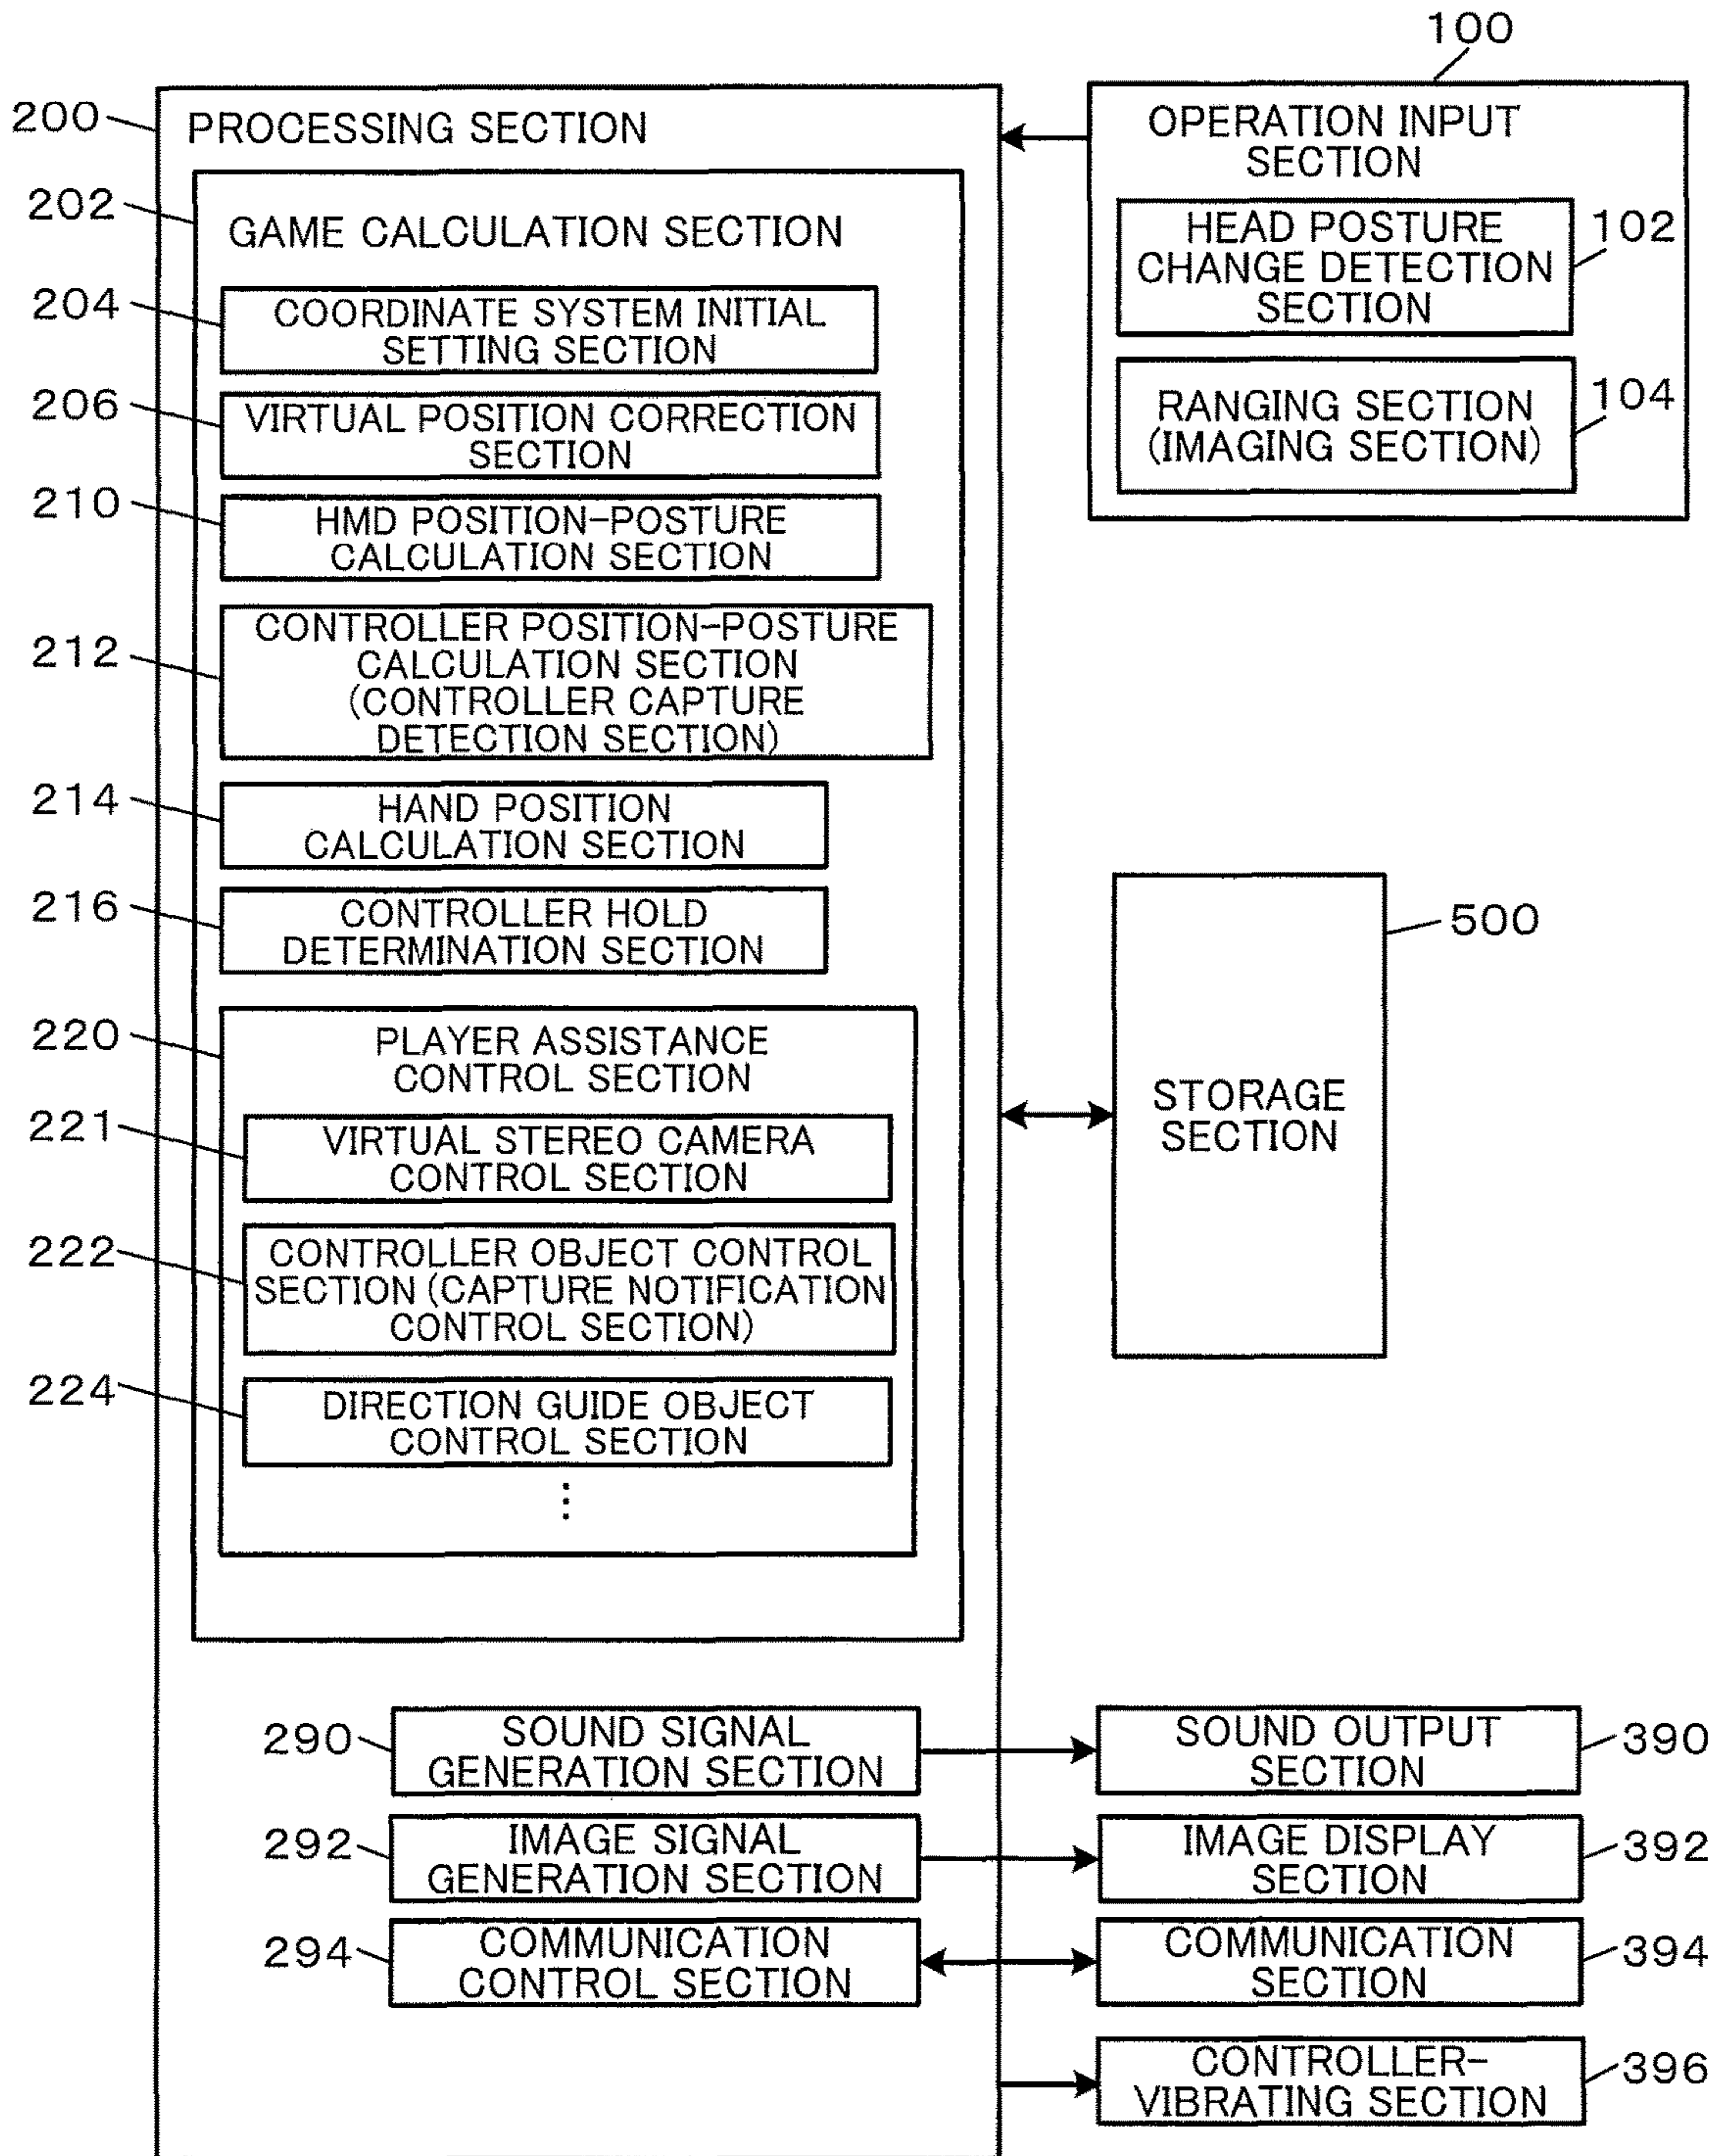 100
200
PROCESSING SECTION
OPERATION INPUT
SECTION
202
GAME CALCULATION SECTION
HEAD POSTURE
CHANGE DETECTION
SECTION
102
204
COORDINATE SYSTEM INITIAL
SETTING SECTION
RANGING SECTION
(IMAGING SECTION)
104
206
VIRTUAL POSITION CORRECTION
SECTION
210
HMD POSITION-POSTURE
CALCULATION SECTION
212
CONTROLLER POSITION-POSTURE
CALCULATION SECTION
(CONTROLLER CAPTURE
DETECTION SECTION)
214
HAND POSITION
CALCULATION SECTION
216
CONTROLLER HOLD
DETERMINATION SECTION
500
STORAGE
SECTION
220
PLAYER ASSISTANCE
CONTROL SECTION
221
VIRTUAL STEREO CAMERA
CONTROL SECTION
222
CONTROLLER OBJECT CONTROL
SECTION (CAPTURE NOTIFICATION
CONTROL SECTION)
224
DIRECTION GUIDE OBJECT
CONTROL SECTION
⋮
290
SOUND SIGNAL
GENERATION SECTION
SOUND OUTPUT
SECTION
390
292
IMAGE SIGNAL
GENERATION SECTION
IMAGE DISPLAY
SECTION
392
294
COMMUNICATION
CONTROL SECTION
COMMUNICATION
SECTION
394
CONTROLLER-
VIBRATING SECTION
396